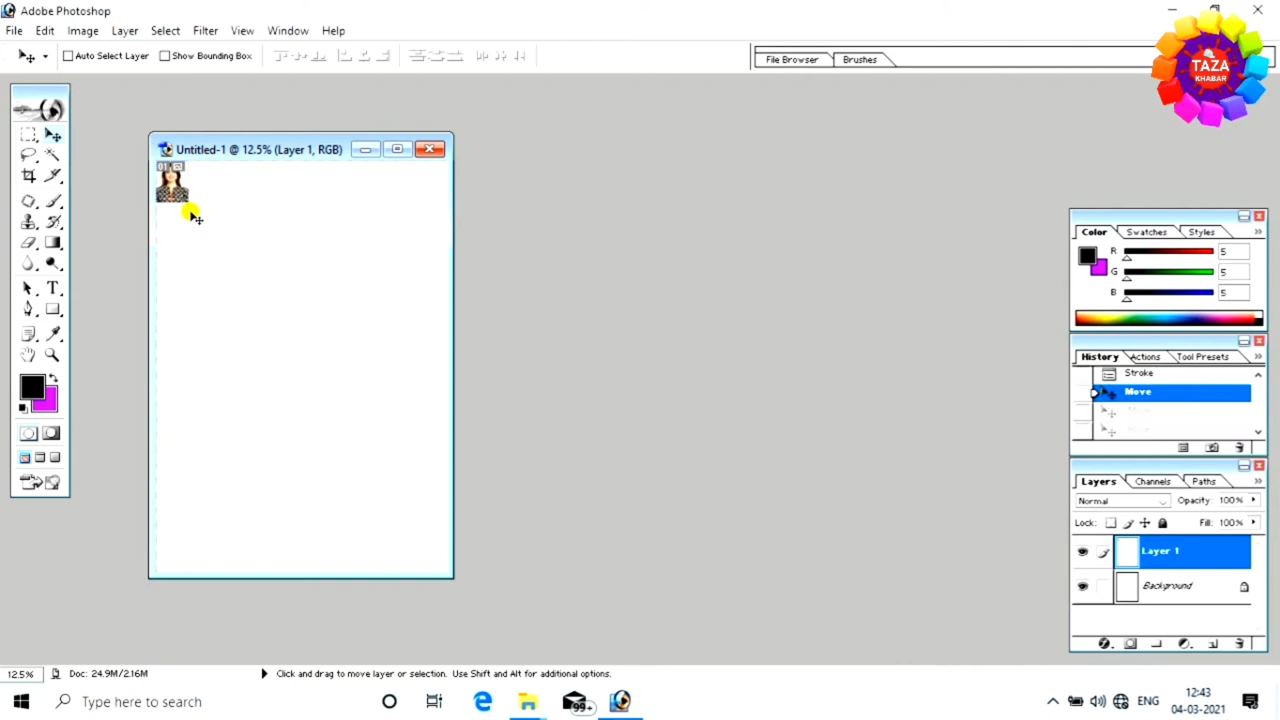 Adobe Photoshop
File Edit Image Layer Select Filter View Window Help
Auto Select Layer Show Bounding Box
File Browser Brushes
TAZA
KHABAR
Untitled-1 @ 12.5% (Layer 1, RGB)
Color Swatches Styles
R 5
G 5
B 5
History Actions Tool Presets
Stroke
Move
Layers Channels Paths
Normal Opacity: 100%
Lock: Fill: 100%
Layer 1
Background
T
12.5% Doc: 24.9M/2.16M Click and drag to move layer or selection. Use Shift and Alt for additional options.
Type here to search
99+
ENG
12:43
04-03-2021